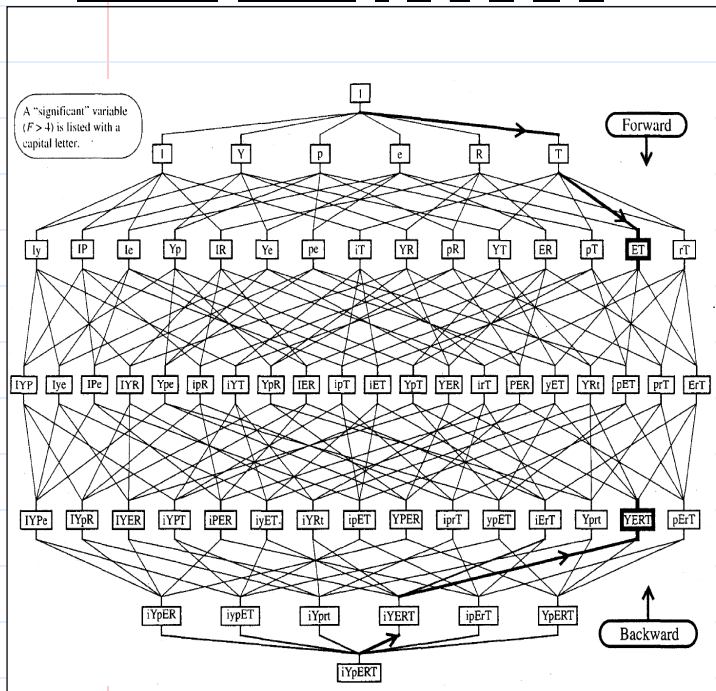 1
A “significant” variable
(F > 4) is listed with a
capital letter.
Forward
I Y p e R T
Iy IP Ie Yp IR Ye pe iT YR pR YT ER pT ET rT
IYP Iye IPe IYR Ype ipR iYT YpR IER ipT iET YpT YER irT PER yET YRt pET prT ErT
IYPe IYpR IYER iYPT iPER iyET. iYRt ipET YPER iprT ypET iErT Yprt YERT pErT
iYpER iypET iYprt iYERT ipErT YpERT
Backward
iYpERT